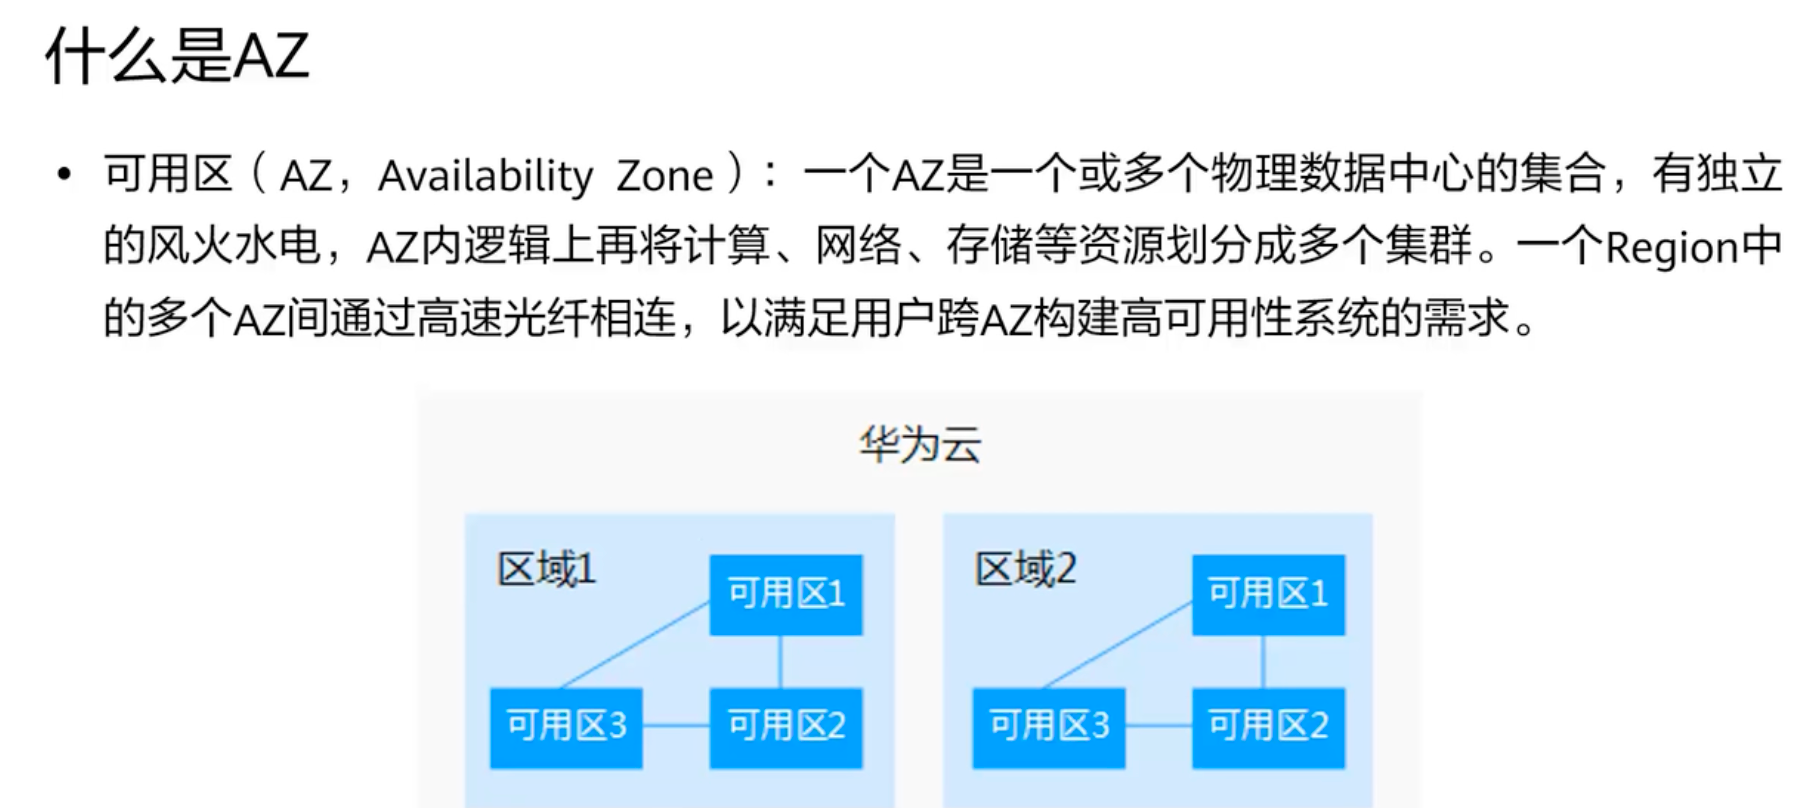 什么是AZ
• 可用区（AZ，Availability Zone）：一个AZ是一个或多个物理数据中心的集合，有独立
的风火水电，AZ内逻辑上再将计算、网络、存储等资源划分成多个集群。一个Region中
的多个AZ间通过高速光纤相连，以满足用户跨AZ构建高可用性系统的需求。
华为云
区域1
可用区1
可用区3
可用区2
区域2
可用区1
可用区3
可用区2